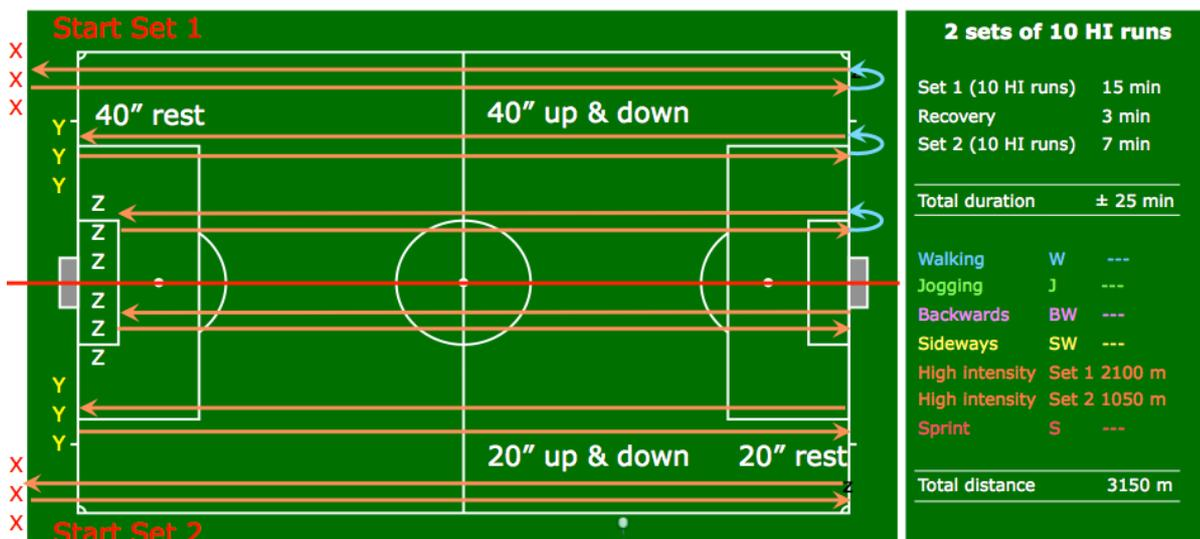 Start Set 1
X
X
X
40” rest
40” up & down
Y
Y
Y
Z
Z
Z
Z
Z
Z
Y
Y
Y
20” up & down
20” rest
X
X
X
z
Start Set 2
2 sets of 10 HI runs
Set 1 (10 HI runs) 15 min
Recovery 3 min
Set 2 (10 HI runs) 7 min
Total duration ± 25 min
Walking W ---
Jogging J ---
Backwards BW ---
Sideways SW ---
High intensity Set 1 2100 m
High intensity Set 2 1050 m
Sprint S ---
Total distance 3150 m